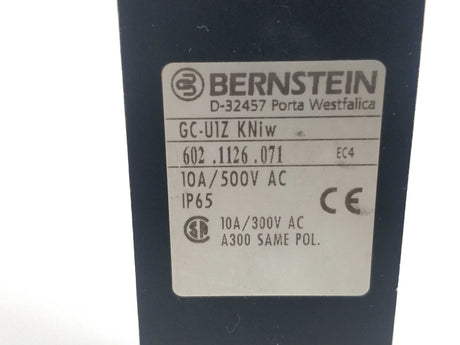 BERNSTEIN
D-32457 Porta Westfalica
GC-U1Z KNiw
602 .1126 .071 EC4
10A/500V AC
IP65 CE
10A/300V AC
A300 SAME POL.